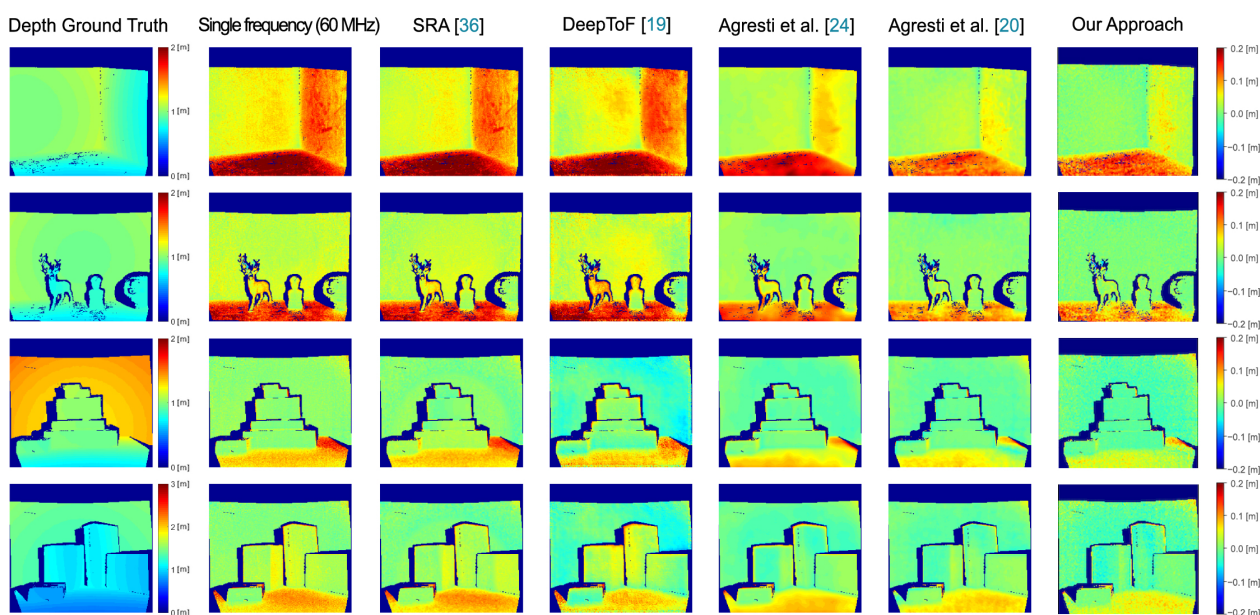 Depth Ground Truth Single frequency (60 MHz) SRA [36] DeepToF [19] Agresti et al. [24] Agresti et al. [20] Our Approach
2 [m]
1 [m]
0 [m]
0.2 [m]
0.1 [m]
0.0 [m]
−0.1 [m]
−0.2 [m]
2 [m]
1 [m]
0 [m]
0.2 [m]
0.1 [m]
0.0 [m]
−0.1 [m]
−0.2 [m]
2 [m]
1 [m]
0 [m]
0.2 [m]
0.1 [m]
0.0 [m]
−0.1 [m]
−0.2 [m]
3 [m]
2 [m]
1 [m]
0 [m]
0.2 [m]
0.1 [m]
0.0 [m]
−0.1 [m]
−0.2 [m]